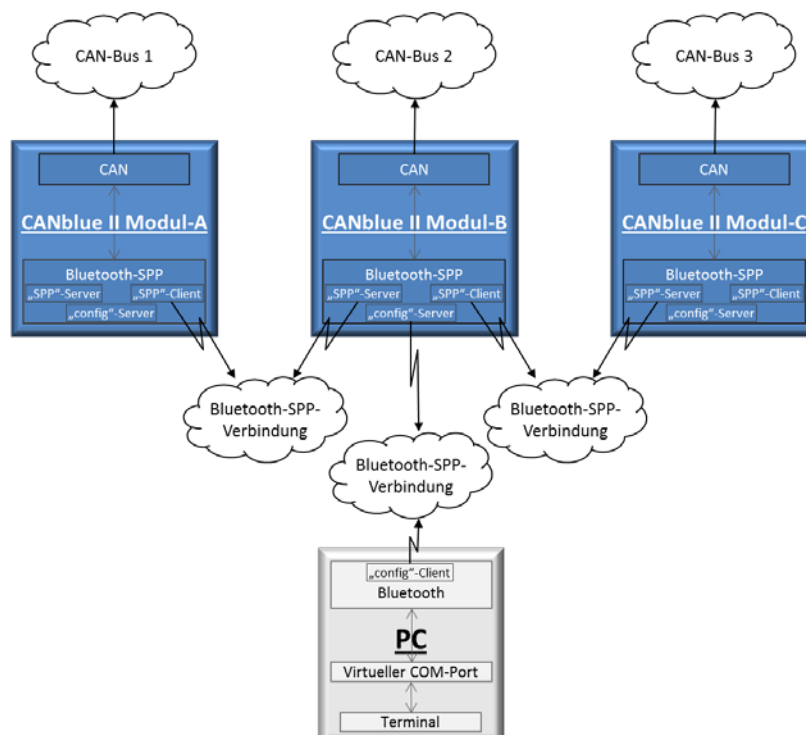 CAN-Bus 1
CAN-Bus 2
CAN-Bus 3
CAN
CAN
CAN
CANblue II Modul-A
CANblue II Modul-B
CANblue II Modul-C
Bluetooth-SPP
„SPP“-Server
„SPP“-Client
„config“-Server
Bluetooth-SPP
„SPP“-Server
„SPP“-Client
„config“-Server
Bluetooth-SPP
„SPP“-Server
„SPP“-Client
„config“-Server
Bluetooth-SPP-
Verbindung
Bluetooth-SPP-
Verbindung
Bluetooth-SPP-
Verbindung
„config“-Client
Bluetooth
PC
Virtueller COM-Port
Terminal